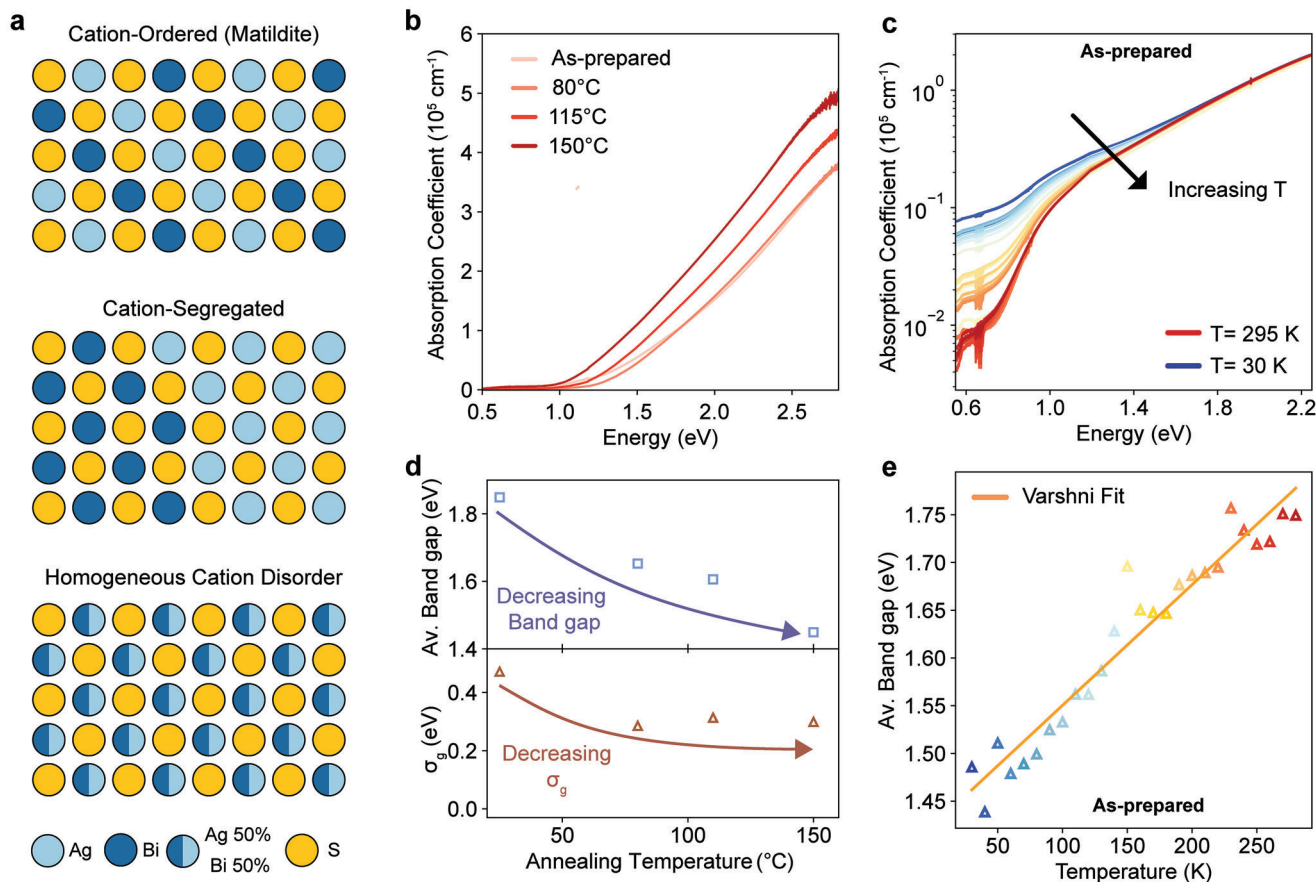 a
Cation-Ordered (Matildite)
Cation-Segregated
Homogeneous Cation Disorder
Ag
Bi
Ag 50%
Bi 50%
S
b
As-prepared
80°C
115°C
150°C
Absorption Coefficient (10⁵ cm⁻¹)
6
5
4
3
2
1
0
0.5
1.0
1.5
2.0
2.5
Energy (eV)
c
As-prepared
Increasing T
T= 295 K
T= 30 K
Absorption Coefficient (10⁵ cm⁻¹)
10⁰
10⁻¹
10⁻²
0.6
1.0
1.4
1.8
2.2
Energy (eV)
d
Av. Band gap (eV)
1.8
1.6
1.4
Decreasing
Band gap
σg (eV)
0.4
0.2
0.0
Decreasing
σg
50
100
150
Annealing Temperature (°C)
e
Varshni Fit
As-prepared
Av. Band gap (eV)
1.75
1.70
1.65
1.60
1.55
1.50
1.45
50
100
150
200
250
Temperature (K)